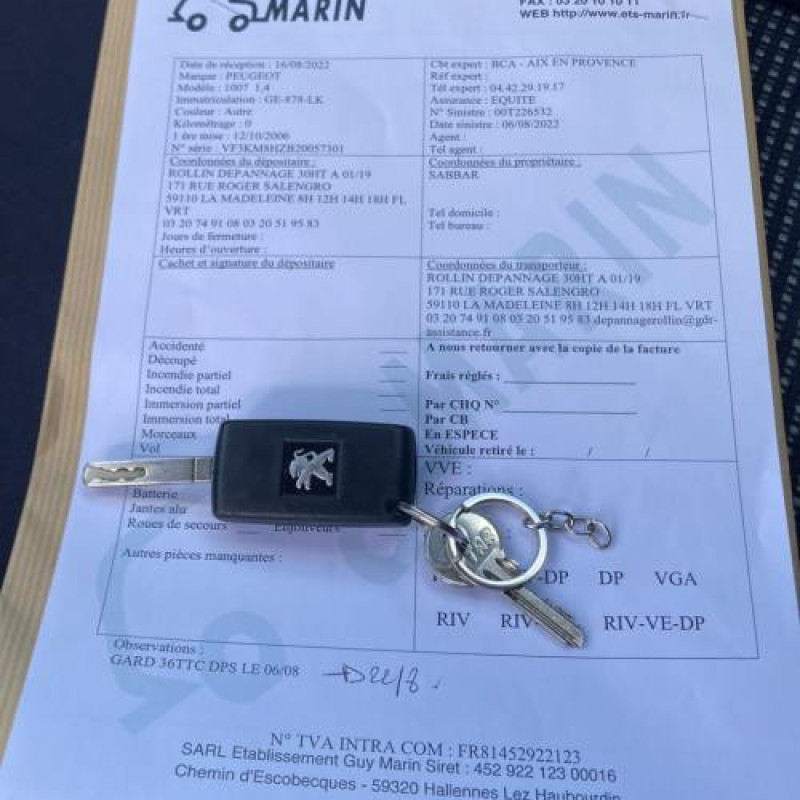 MARIN
WEB http://www.ets-marin.fr
Date de réception : 16/08/2022
Marque : PEUGEOT
Modèle : 1007 1,4
Immatriculation : GE-878-LK
Couleur : Autre
Kilométrage : 0
1 ère mise : 12/10/2006
N° série : VF3KM8HZB20057301
Cbt expert : BCA - AIX EN PROVENCE
Réf expert :
Tél expert : 04.42.29.19.17
Assurance : EQUITE
N° Sinistre : 00T226532
Date sinistre : 06/08/2022
Agent :
Tel agent :
Coordonnées du dépositaire :
ROLLIN DEPANNAGE 30HT A 01/19
171 RUE ROGER SALENGRO
59110 LA MADELEINE 8H 12H 14H 18H FL
VRT
03 20 74 91 08 03 20 51 95 83
Jours de fermeture :
Heures d'ouverture :
Coordonnées du propriétaire :
SABBAR
Tel domicile :
Tel bureau :
Cachet et signature du dépositaire
Coordonnées du transporteur :
ROLLIN DEPANNAGE 30HT A 01/19
171 RUE ROGER SALENGRO
59110 LA MADELEINE 8H 12H 14H 18H FL VRT
03 20 74 91 08 03 20 51 95 83 depannagerollin@gdr-
assistance.fr
Accidenté
Découpé
Incendie partiel
Incendie total
Immersion partiel
Immersion total
Morceaux
Vol
A nous retourner avec la copie de la facture
Frais réglés :
Par CHQ N°
Par CB
En ESPECE
Véhicule retiré le : / /
Batterie
Jantes alu
Roues de secours Enjoliveurs
Autres pièces manquantes :
VVE :
Réparations :
-DP DP VGA
RIV RIV- RIV-VE-DP
Observations :
GARD 36TTC DPS LE 06/08
D22/8
N° TVA INTRA COM : FR81452922123
SARL Etablissement Guy Marin Siret : 452 922 123 00016
Chemin d'Escobecques - 59320 Hallennes Lez Haubourdin
MARIN